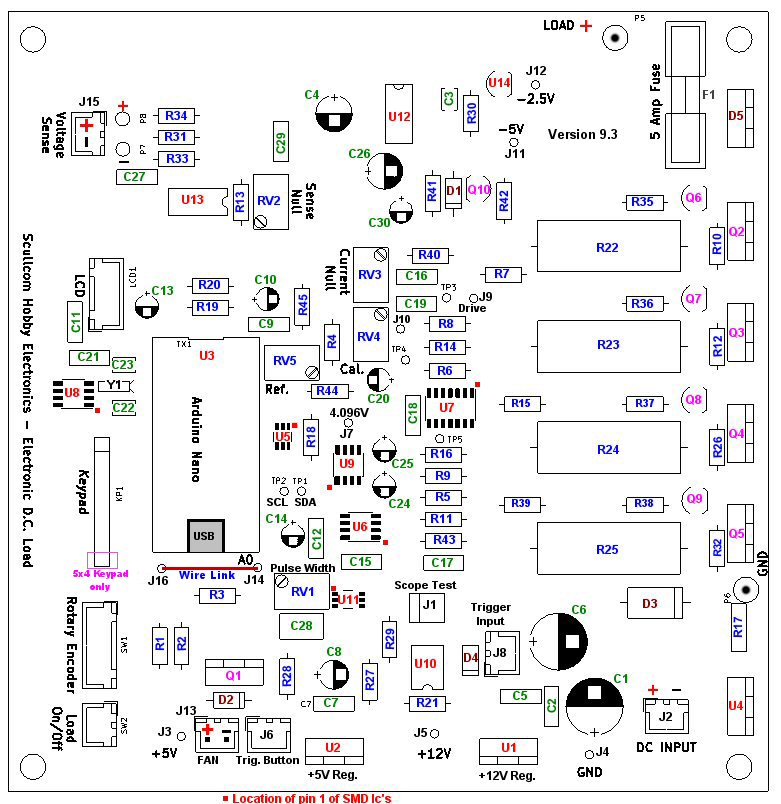 LOAD +
P5
J15
Voltage
Sense
+
-
P8
P7
R34
R31
R33
C27
C4
C29
U12
C3
R30
U14
J12
-2.5V
-5V
J11
Version 9.3
5 Amp Fuse
F1
D5
U13
R13
RV2
Sense
Null
C26
C30
R41
D1
Q10
R42
R35
Q6
R22
R10
Q2
Scullcom Hobby Electronics - Electronic D.C. Load
LCD
LCD1
C13
R20
R19
C10
C9
R45
Current
Null
RV3
R40
C16
C19
TP3
R7
J9
Drive
J10
R36
Q7
R23
R12
Q3
C11
C21
C23
Y1
C22
U8
TX1
U3
Arduino Nano
USB
R4
RV4
Cal.
TP4
RV5
Ref.
R44
C20
R8
R14
R6
4.096V
J7
U5
R18
C18
U7
TP5
R15
R37
Q8
R24
R26
Q4
U9
C25
C24
R16
R9
R5
R11
R43
C17
TP2
TP1
SCL
SDA
C14
C12
U6
C15
R39
R38
Q9
R25
R32
Q5
Keypad
KP1
5x4 Keypad
only
A0
J16
Wire Link
J14
R3
Pulse Width
RV1
U11
C28
Scope Test
J1
GND
P6
D3
R17
Rotary Encoder
SW1
R1
R2
Q1
D2
R28
C8
C7
C7
R27
R29
U10
R21
Trigger
Input
D4
J8
C6
C5
C2
C1
Load
On/Off
SW2
J3
+5V
J13
+
-
FAN
J6
Trig. Button
U2
+5V Reg.
J5
+12V
U1
+12V Reg.
J4
GND
+ -
J2
DC INPUT
U4
Location of pin 1 of SMD Ic's